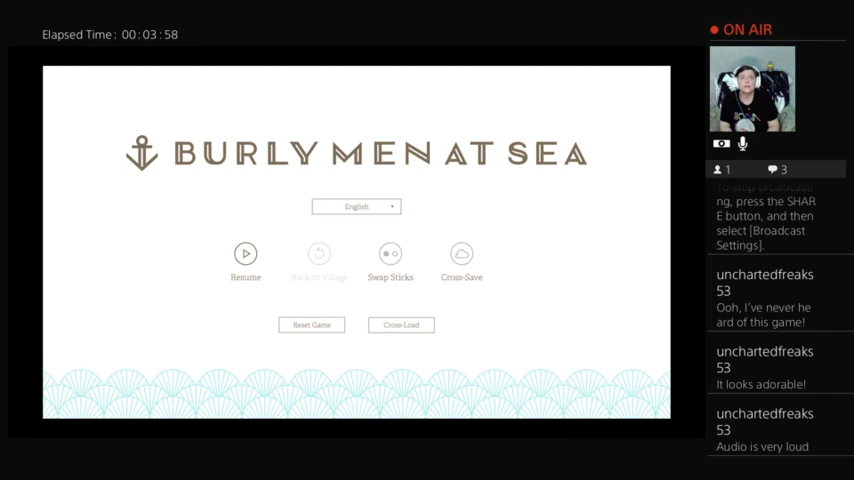 Elapsed Time: 00:03:58
ON AIR
BURLY MEN AT SEA
English
Resume
Back to Village
Swap Sticks
Cross-Save
Reset Game
Cross-Load
1
3
To stop broadcasti
ng, press the SHAR
E button, and then
select [Broadcast
Settings].
unchartedfreaks
53
Ooh, I've never he
ard of this game!
unchartedfreaks
53
It looks adorable!
unchartedfreaks
53
Audio is very loud